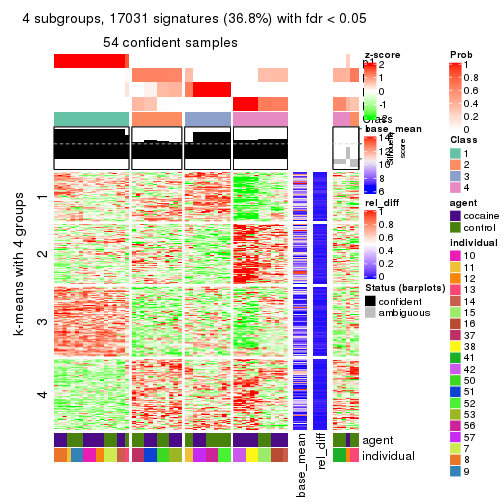 4 subgroups, 17031 signatures (36.8%) with fdr < 0.05
54 confident samples
k-means with 4 groups
1
2
3
4
p1
Class
silhouette
score
agent
individual
base_mean
rel_diff
z-score
2
1
0
-1
-2
base_mean
14
12
10
8
6
rel_diff
1
0.8
0.6
0.4
0.2
0
Status (barplots)
confident
ambiguous
Prob
1
0.8
0.6
0.4
0.2
0
Class
1
2
3
4
agent
cocaine
control
individual
10
11
12
13
14
15
16
37
38
41
42
50
51
52
53
56
57
7
8
9